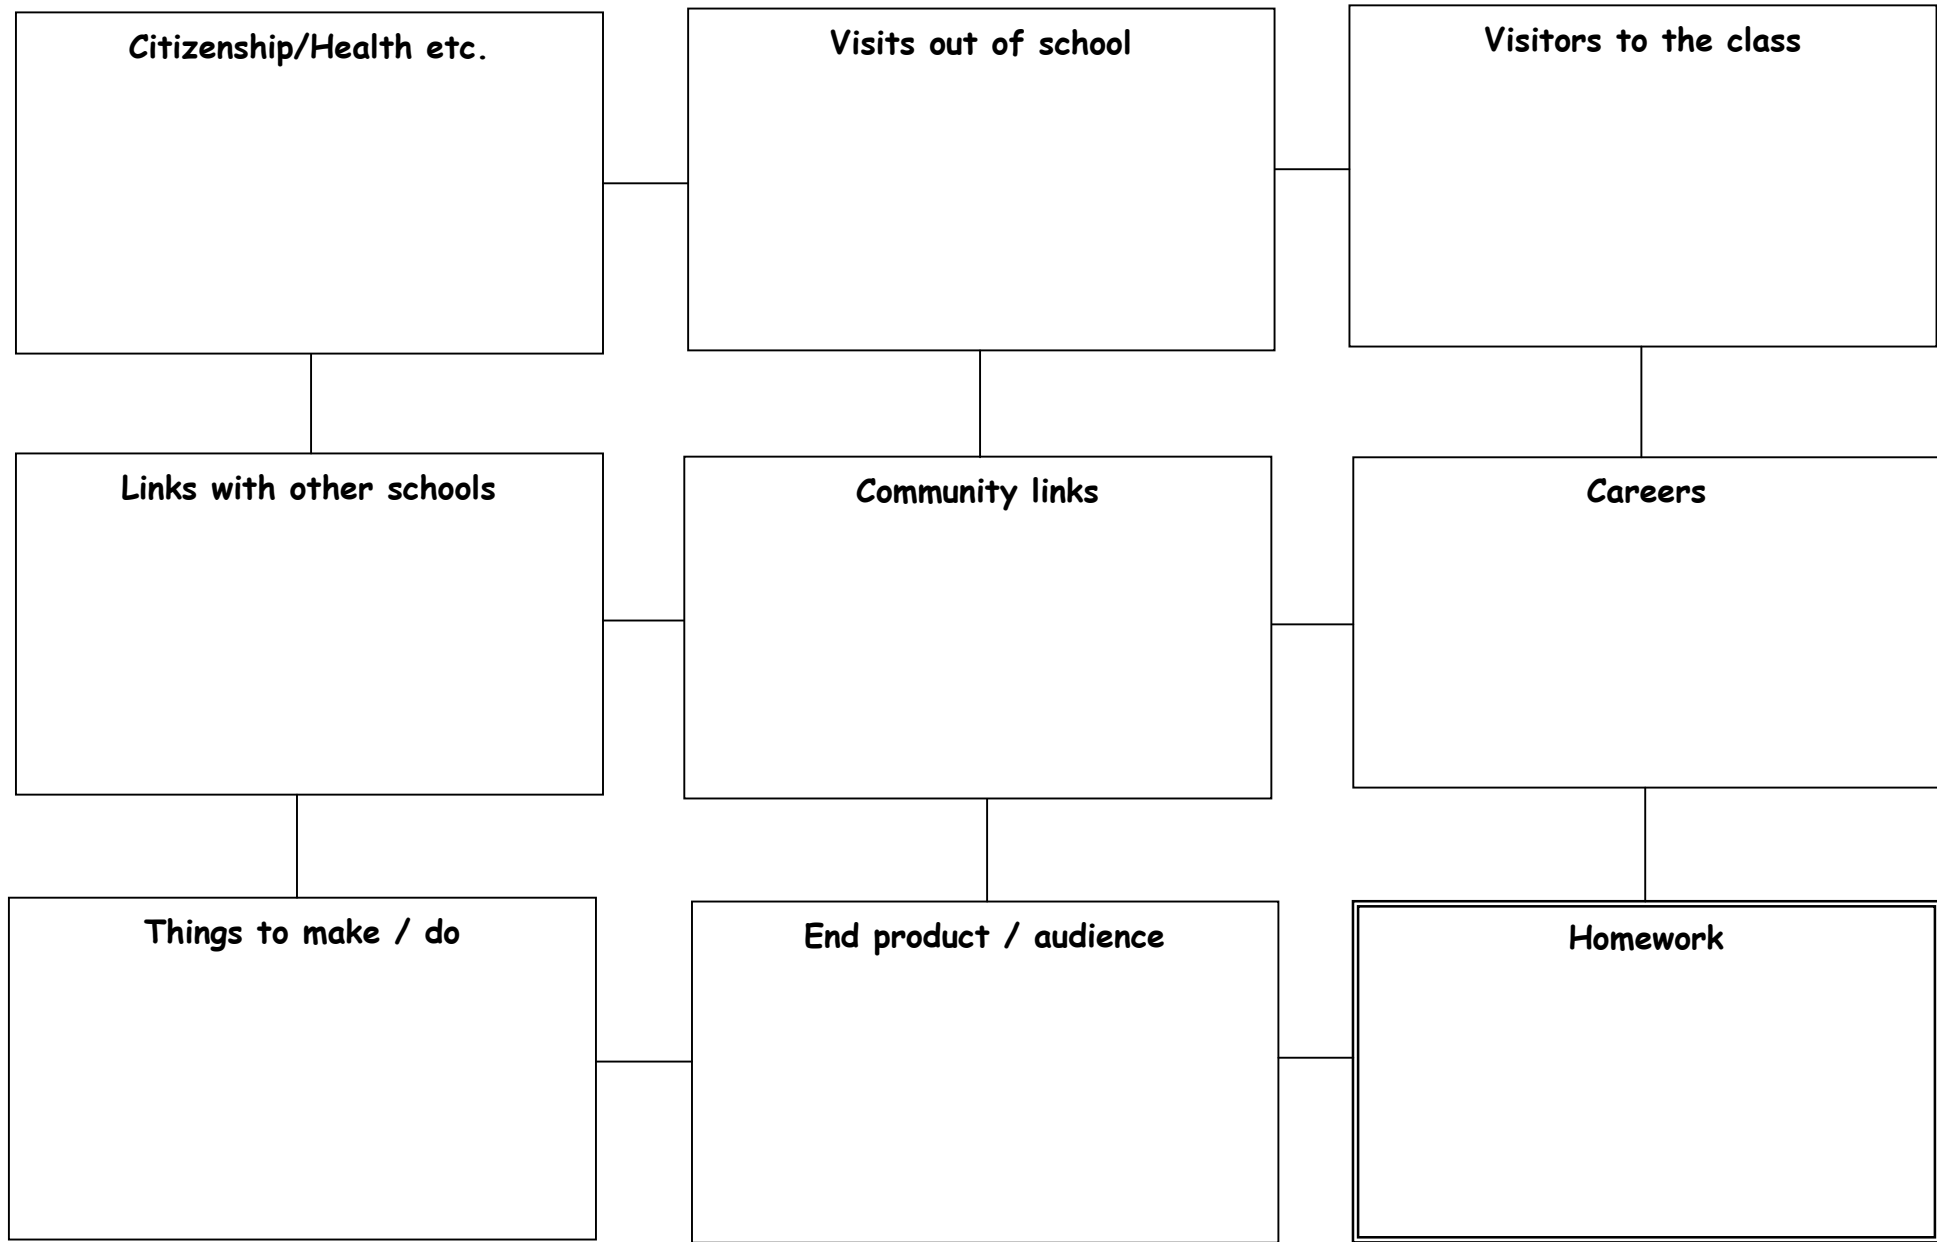 Citizenship/Health etc.
Visits out of school
Visitors to the class
Links with other schools
Community links
Careers
Things to make / do
End product / audience
Homework